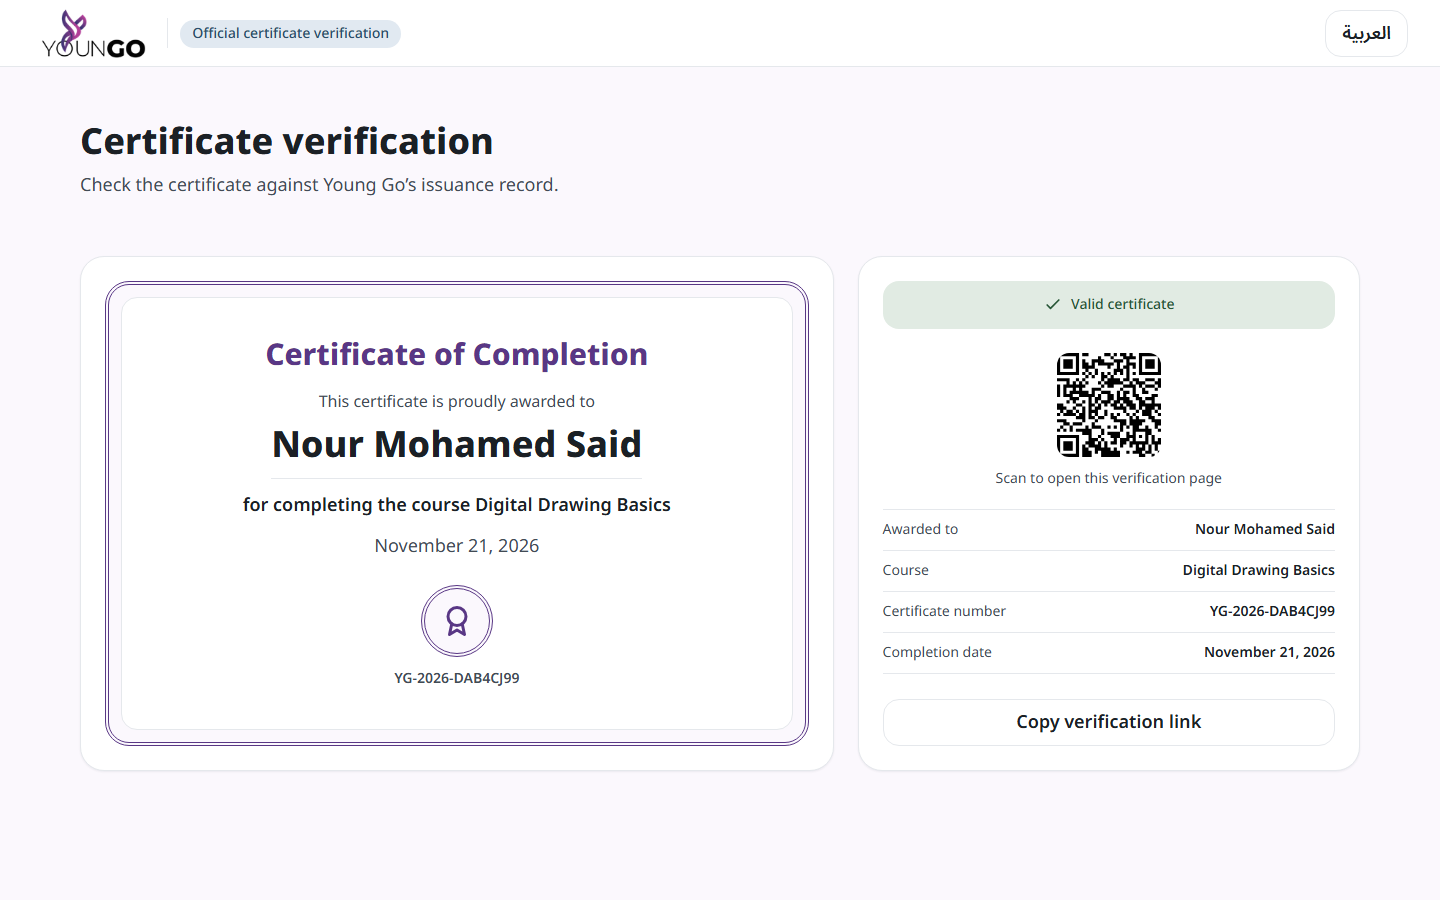 YOUNGO
Official certificate verification
العربية
Certificate verification
Check the certificate against Young Go’s issuance record.
Certificate of Completion
This certificate is proudly awarded to
Nour Mohamed Said
for completing the course Digital Drawing Basics
November 21, 2026
YG-2026-DAB4CJ99
Valid certificate
Scan to open this verification page
Awarded to Nour Mohamed Said
Course Digital Drawing Basics
Certificate number YG-2026-DAB4CJ99
Completion date November 21, 2026
Copy verification link